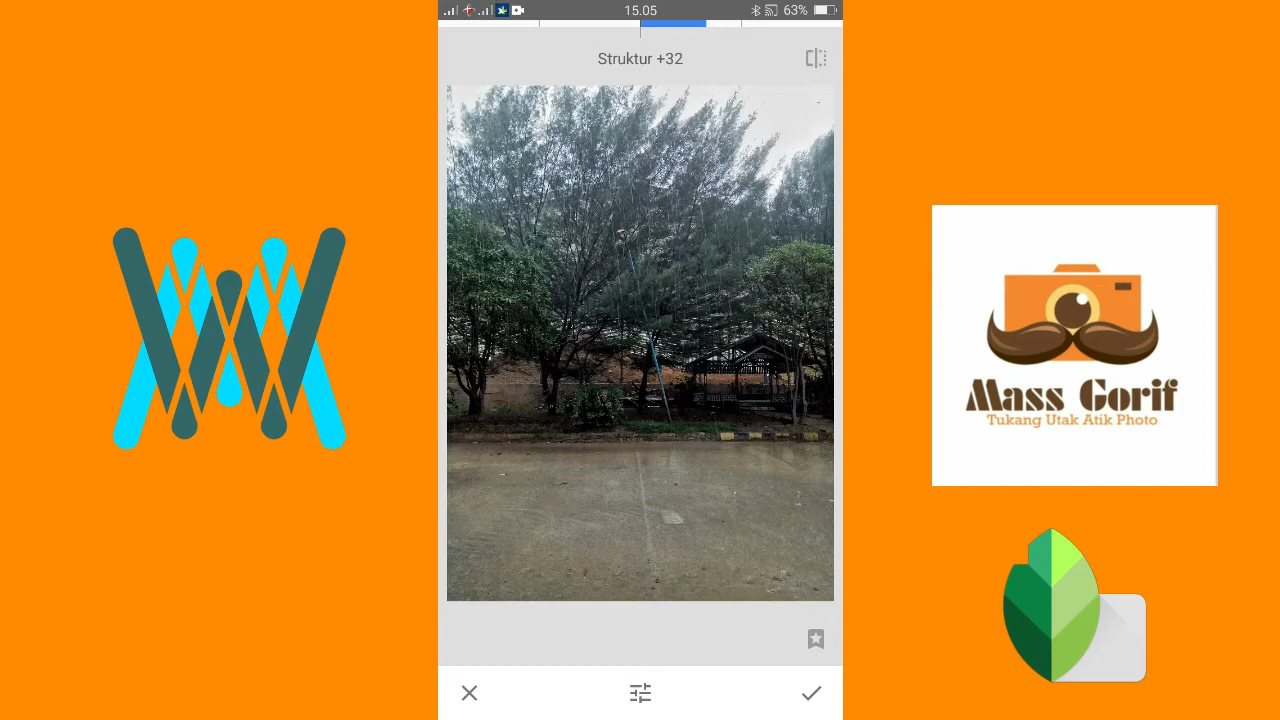 15.05
63%
Struktur +32
Mass Gorif
Tukang Utak Atik Photo